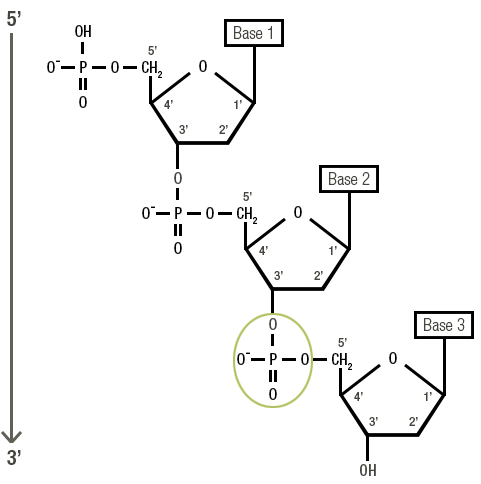 5’
OH
Base 1
5’
O
O⁻ P O CH₂
4’ 1’
O
3’ 2’
O
Base 2
5’
O⁻ P O CH₂ O
O
4’ 1’
3’ 2’
O
Base 3
5’
O⁻ P O CH₂ O
O
4’ 1’
3’ 2’
3’
OH